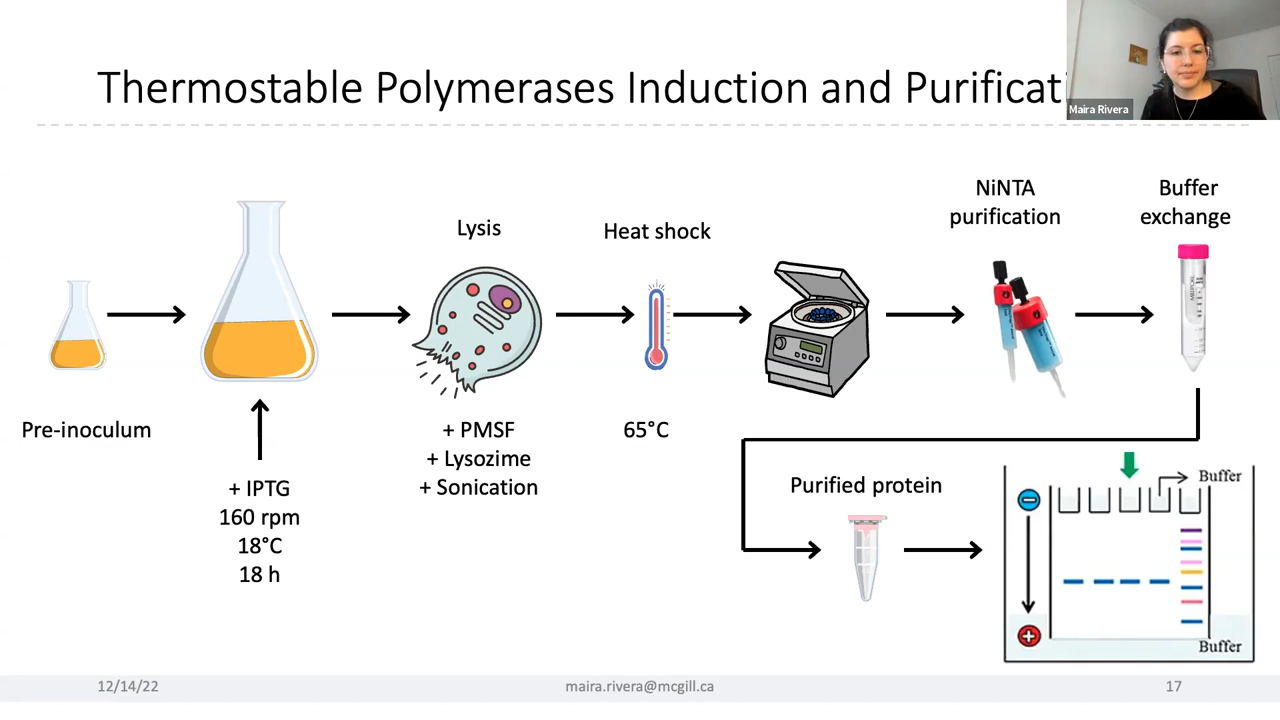 Thermostable Polymerases Induction and Purificati
Maira Rivera
NiNTA
purification
Buffer
exchange
Lysis
Heat shock
Pre-inoculum
+ PMSF
+ Lysozime
+ Sonication
65°C
+ IPTG
160 rpm
18°C
18 h
Purified protein
Buffer
Buffer
12/14/22
maira.rivera@mcgill.ca
17